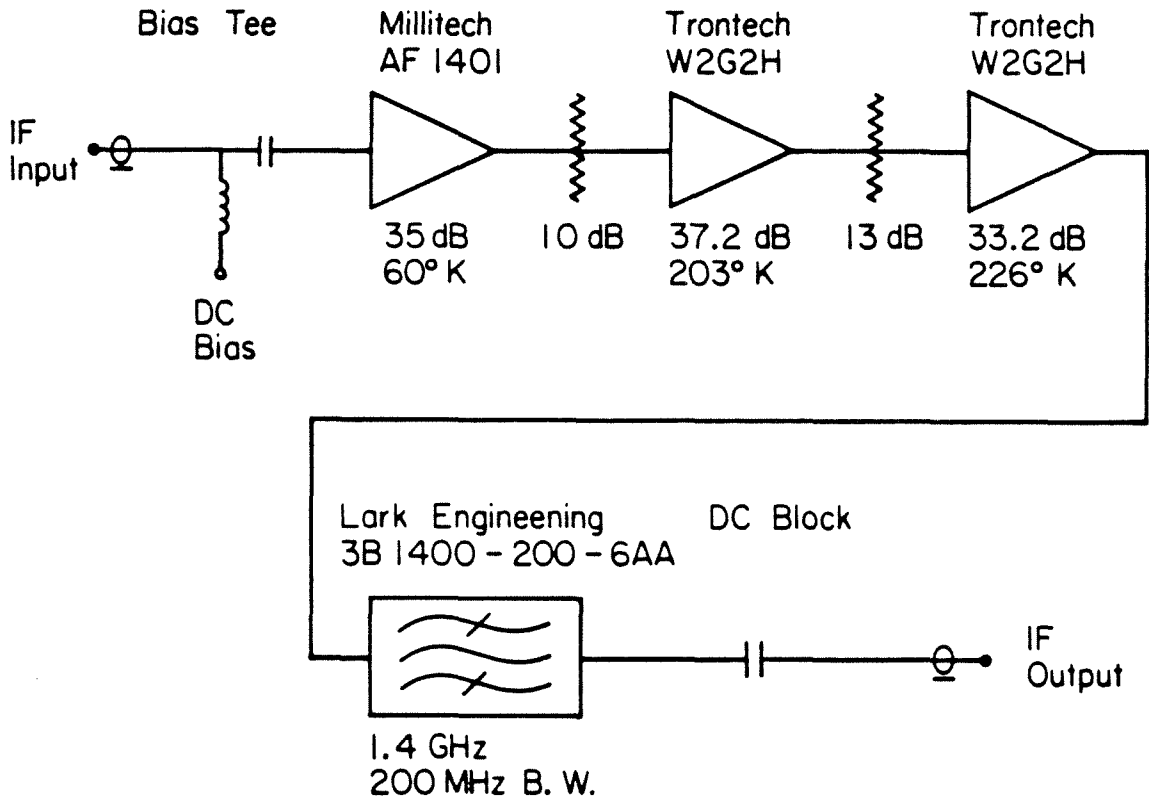 Bias Tee
Millitech
AF 1401
Trontech
W2G2H
Trontech
W2G2H
IF
Input
35 dB
60° K
10 dB
37.2 dB
203° K
13 dB
33.2 dB
226° K
DC
Bias
Lark Engineening
3B 1400-200-6AA
DC Block
IF
Output
1.4 GHz
200 MHz B. W.